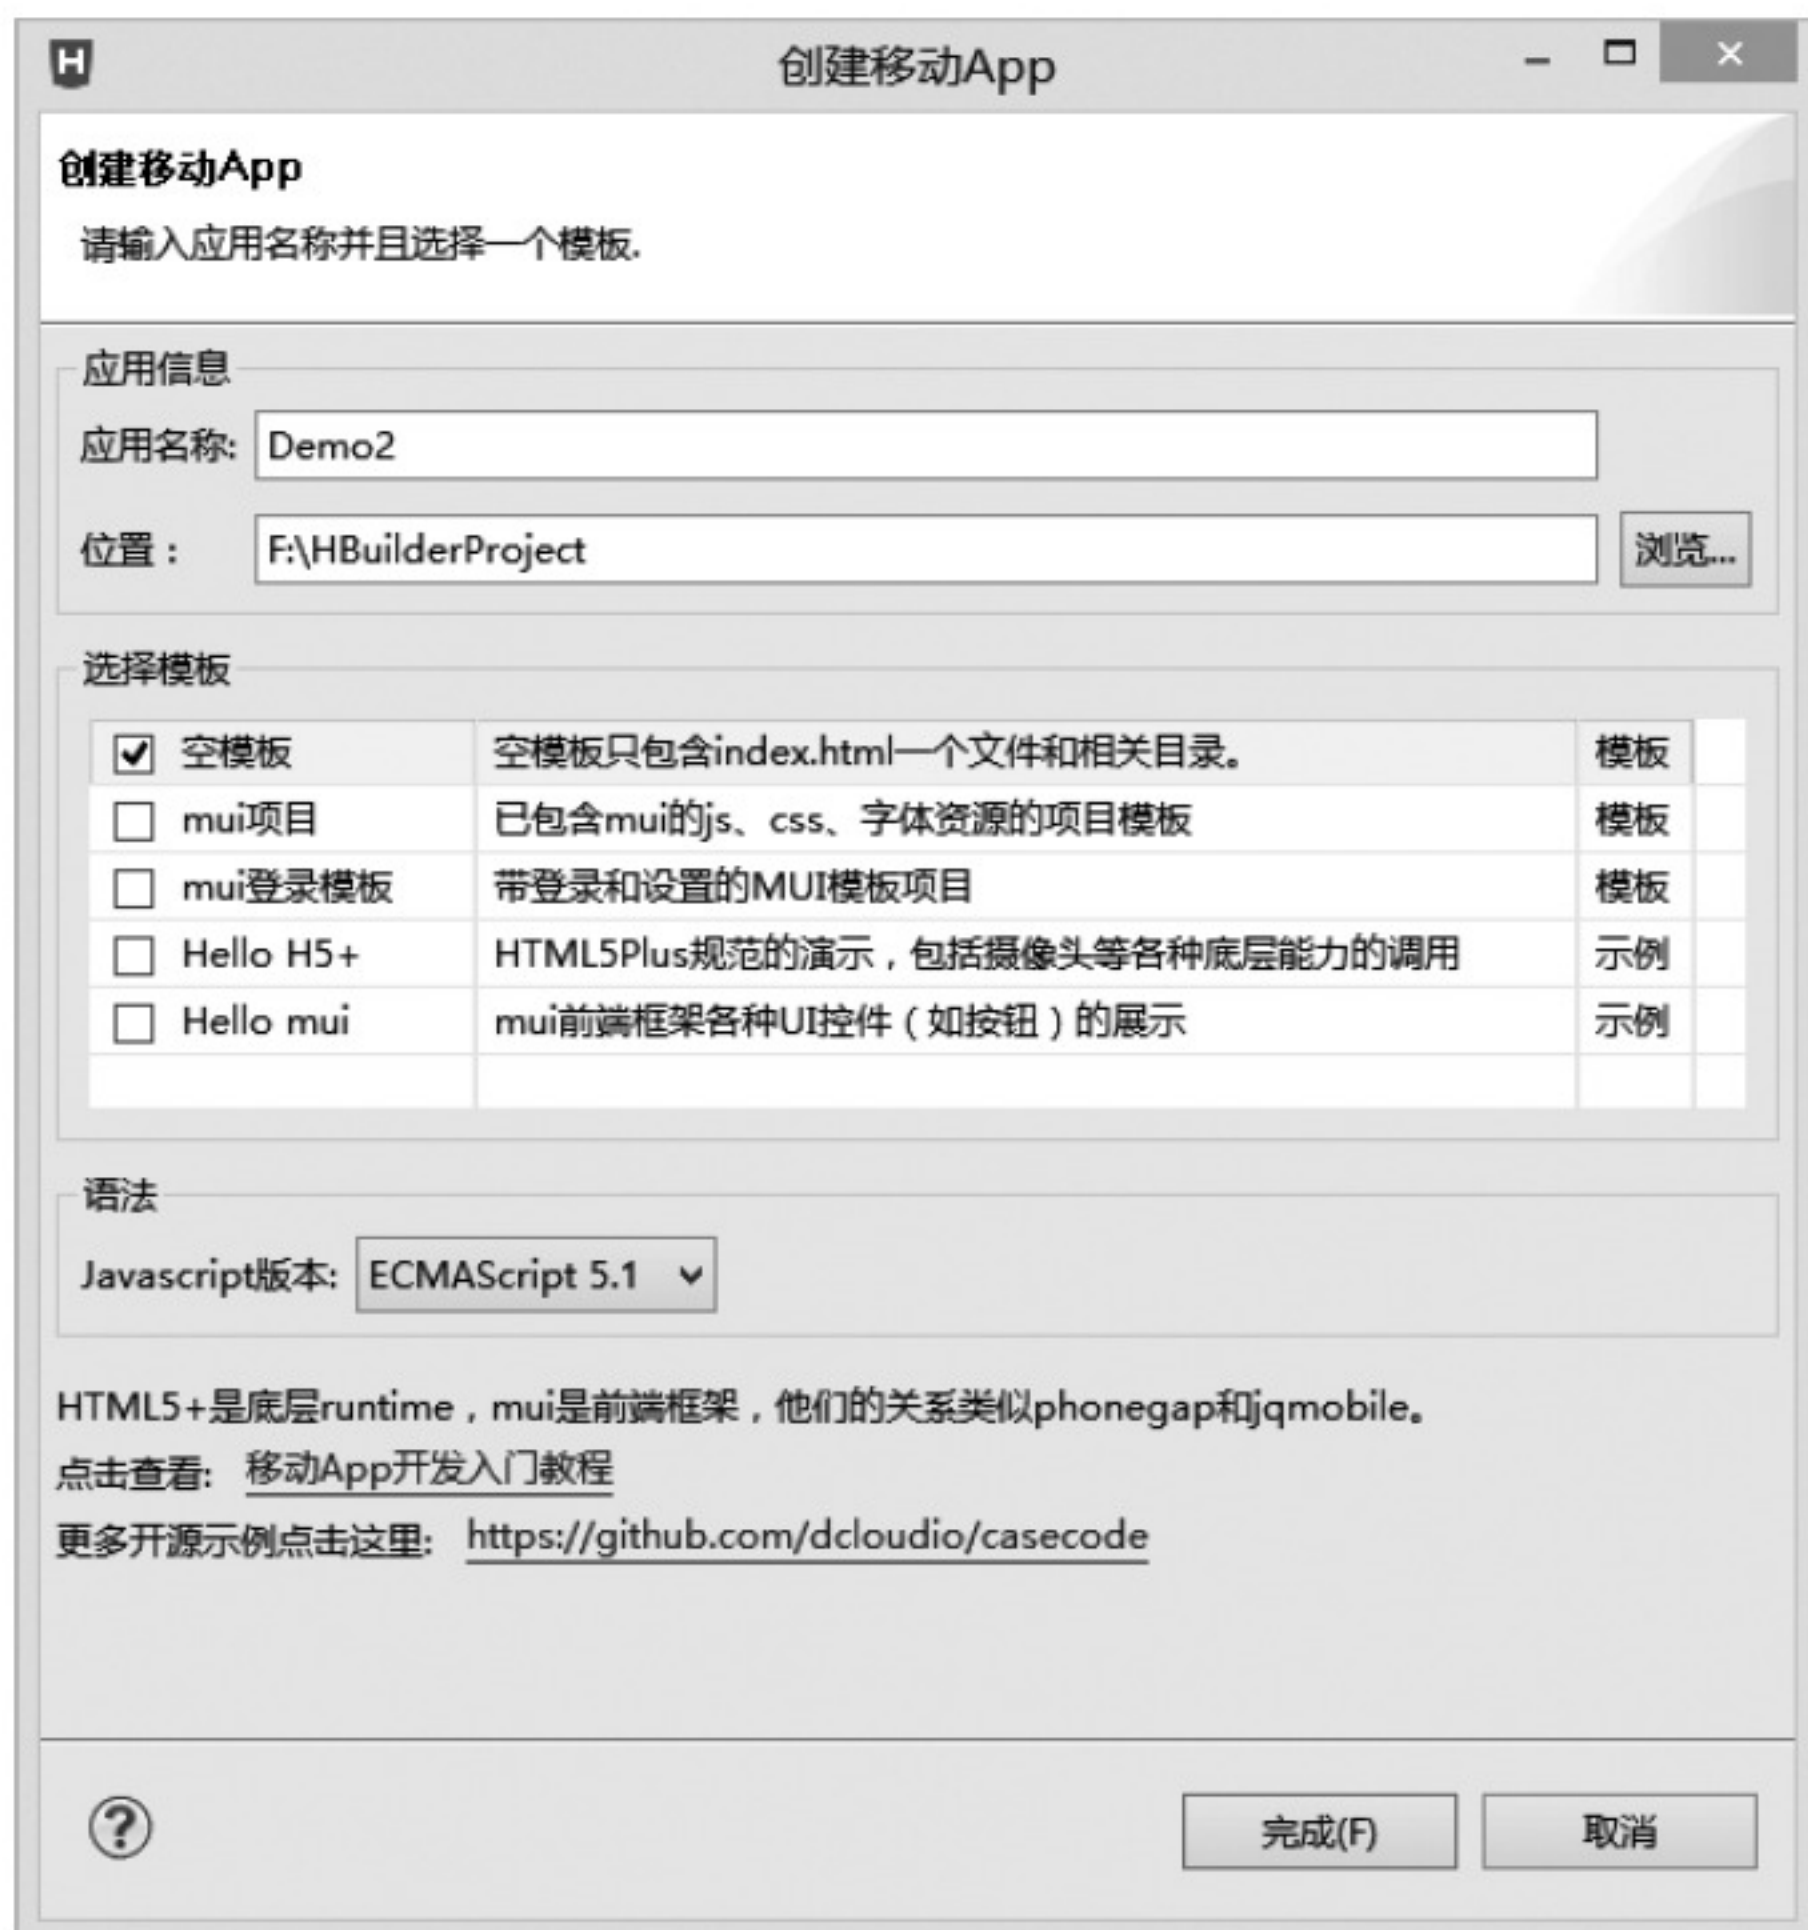 H 创建移动App
创建移动App
请输入应用名称并且选择一个模板.
应用信息
应用名称: Demo2
位置： F:\HBuilderProject 浏览...
选择模板
空模板 空模板只包含index.html一个文件和相关目录。 模板
mui项目 已包含mui的js、css、字体资源的项目模板 模板
mui登录模板 带登录和设置的MUI模板项目 模板
Hello H5+ HTML5Plus规范的演示，包括摄像头等各种底层能力的调用 示例
Hello mui mui前端框架各种UI控件（如按钮）的展示 示例
语法
Javascript版本: ECMAScript 5.1
HTML5+是底层runtime，mui是前端框架，他们的关系类似phonegap和jqmobile。
点击查看: 移动App开发入门教程
更多开源示例点击这里: https://github.com/dcloudio/casecode
? 完成(F) 取消